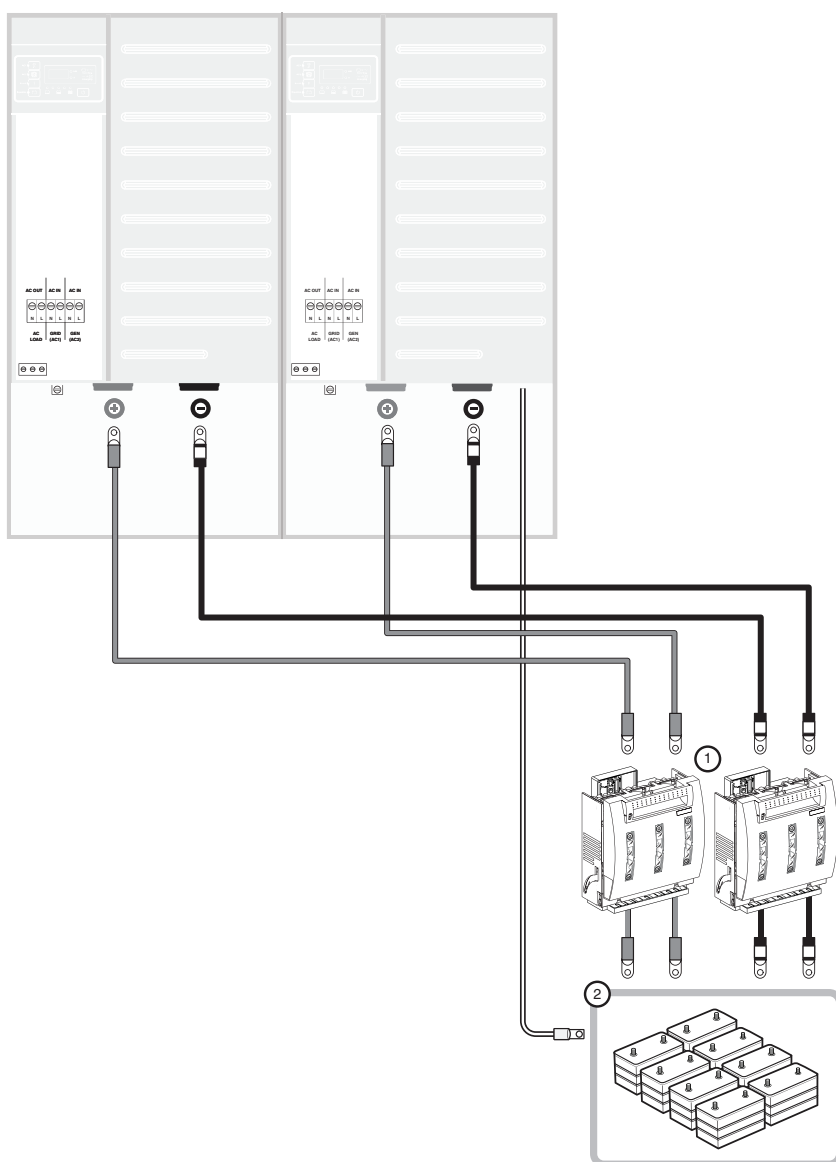 AC OUT AC IN AC IN
N L N L N L
AC LOAD GRID (AC1) GEN (AC2)
AC OUT AC IN AC IN
N L N L N L
AC LOAD GRID (AC1) GEN (AC2)
1
2